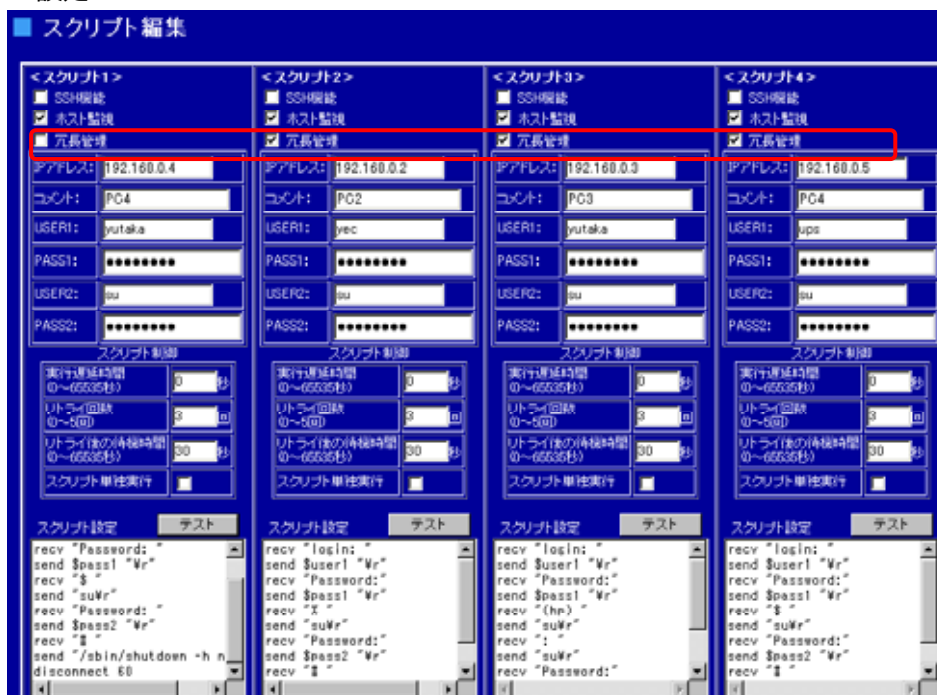 スクリプト編集
<スクリプト1>
SSH機能
ホスト監視
冗長管理
IPアドレス: 192.168.0.4
コメント: PC4
USER1: yutaka
PASS1: ●●●●●●●●
USER2: su
PASS2: ●●●●●●●●
スクリプト制御
実行遅延時間
(0～65535秒) 0 秒
リトライ回数
(0～5回) 3 回
リトライ後の待機時間
(0～65535秒) 30 秒
スクリプト単独実行
スクリプト設定 テスト
recv "Password: "
send $pass1 "¥r"
recv "$ "
send "su¥r"
recv "Password: "
send $pass2 "¥r"
recv "# "
send "/sbin/shutdown -h n
disconnect 60
<スクリプト2>
SSH機能
ホスト監視
冗長管理
IPアドレス: 192.168.0.2
コメント: PC2
USER1: yec
PASS1: ●●●●●●●●
USER2: su
PASS2: ●●●●●●●●
スクリプト制御
実行遅延時間
(0～65535秒) 0 秒
リトライ回数
(0～5回) 3 回
リトライ後の待機時間
(0～65535秒) 30 秒
スクリプト単独実行
スクリプト設定 テスト
recv "login: "
send $user1 "¥r"
recv "Password:"
send $pass1 "¥r"
recv "% "
send "su¥r"
recv "Password:"
send $pass2 "¥r"
recv "#
<スクリプト3>
SSH機能
ホスト監視
冗長管理
IPアドレス: 192.168.0.3
コメント: PC3
USER1: yutaka
PASS1: ●●●●●●●●
USER2: su
PASS2: ●●●●●●●●
スクリプト制御
実行遅延時間
(0～65535秒) 0 秒
リトライ回数
(0～5回) 3 回
リトライ後の待機時間
(0～65535秒) 30 秒
スクリプト単独実行
スクリプト設定 テスト
recv "login: "
send $user1 "¥r"
recv "Password:"
send $pass1 "¥r"
recv "(hp) "
send "su¥r"
recv ": "
send "su¥r"
recv "Password:"
<スクリプト4>
SSH機能
ホスト監視
冗長管理
IPアドレス: 192.168.0.5
コメント: PC4
USER1: ups
PASS1: ●●●●●●●●
USER2: su
PASS2: ●●●●●●●●
スクリプト制御
実行遅延時間
(0～65535秒) 0 秒
リトライ回数
(0～5回) 3 回
リトライ後の待機時間
(0～65535秒) 30 秒
スクリプト単独実行
スクリプト設定 テスト
recv "login: "
send $user1 "¥r"
recv "Password:"
send $pass1 "¥r"
recv "$ "
send "su¥r"
recv "Password:"
send $pass2 "¥r"
recv "# "